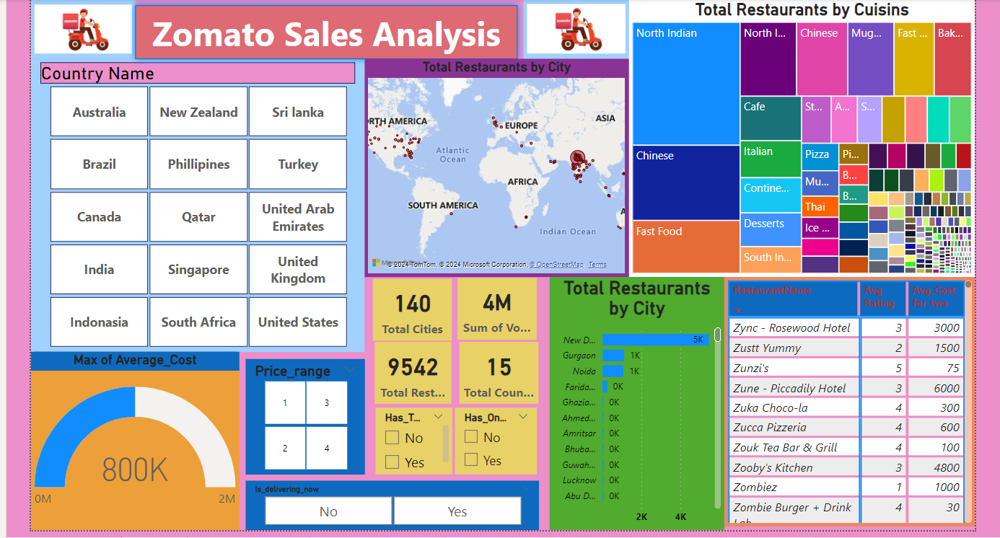 zomato
Zomato Sales Analysis
zomato
Country Name
Australia
New Zealand
Sri lanka
Brazil
Phillipines
Turkey
Canada
Qatar
United Arab
Emirates
India
Singapore
United
Kingdom
Indonasia
South Africa
United States
Total Restaurants by City
RTH AMERICA
EUROPE
ASIA
Atlantic
Ocean
AFRICA
SOUTH AMERICA
Indian Ocean
A
© 2024 TomTom, © 2024 Microsoft Corporation, © OpenStreetMap Terms
Total Restaurants by Cuisins
North Indian
North I...
Chinese
Mug...
Fast ...
Bak...
Cafe
St...
A...
S...
Chinese
Italian
Pizza
Pi...
Contine...
Mu...
B...
Thai
B...
Fast Food
Desserts
Ice ...
South In...
Max of Average_Cost
800K
0M
2M
Price_range
1
3
2
4
140
Total Cities
4M
Sum of Vo...
9542
Total Rest...
15
Total Coun...
Has_T...
No
Yes
Has_On...
No
Yes
Is_delivering_now
No
Yes
Total Restaurants
by City
New D... 5K
Gurgaon 1K
Noida 1K
Farida... 0K
Ghazia... 0K
Ahmed... 0K
Amritsar 0K
Bhuba... 0K
Guwah... 0K
Lucknow 0K
Abu D... 0K
2K 4K
RestaurantName
Avg
Rating
Avg_Cost_
for_two
Zync - Rosewood Hotel 3 3000
Zustt Yummy 2 1500
Zunzi's 5 75
Zune - Piccadily Hotel 3 6000
Zuka Choco-la 4 300
Zucca Pizzeria 4 600
Zouk Tea Bar & Grill 4 100
Zooby's Kitchen 3 4800
Zombiez 1 1000
Zombie Burger + Drink 4 30
Lab